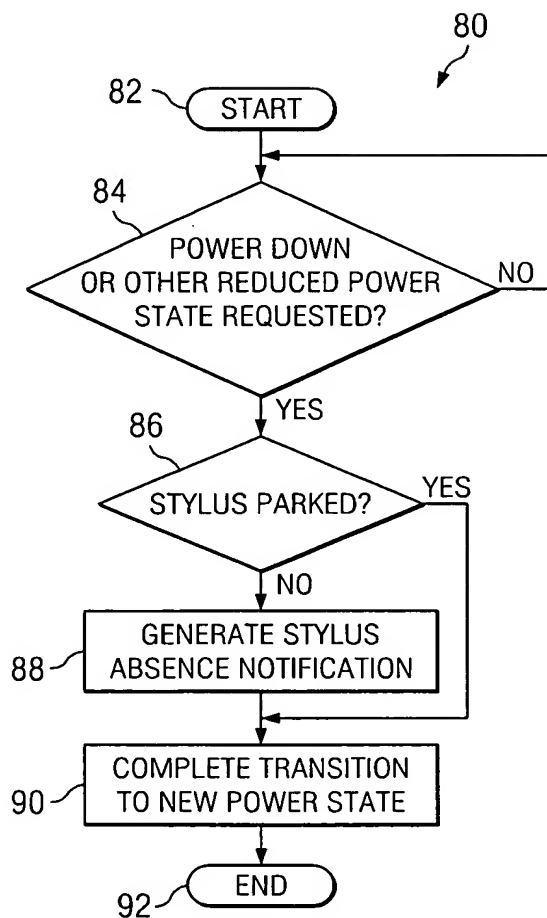 80
82
START
84
POWER DOWN
OR OTHER REDUCED POWER
STATE REQUESTED?
NO
YES
86
STYLUS PARKED?
YES
NO
88
GENERATE STYLUS
ABSENCE NOTIFICATION
90
COMPLETE TRANSITION
TO NEW POWER STATE
92
END